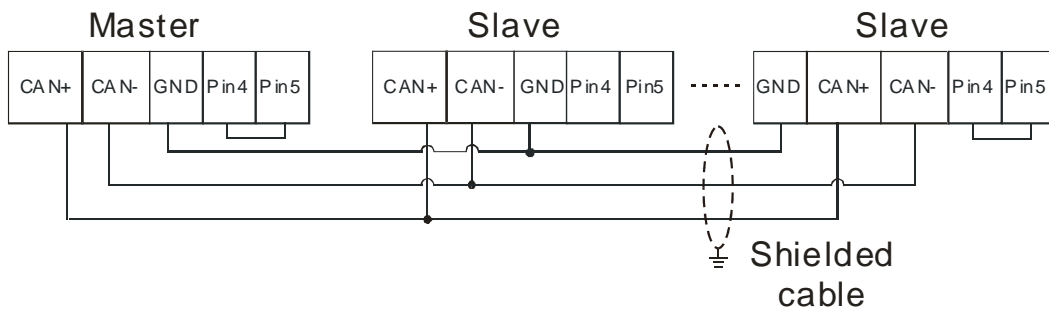 Master Slave Slave
CAN+ CAN- GND Pin4 Pin5 CAN+ CAN- GND Pin4 Pin5 GND CAN+ CAN- Pin4 Pin5
Shielded
cable